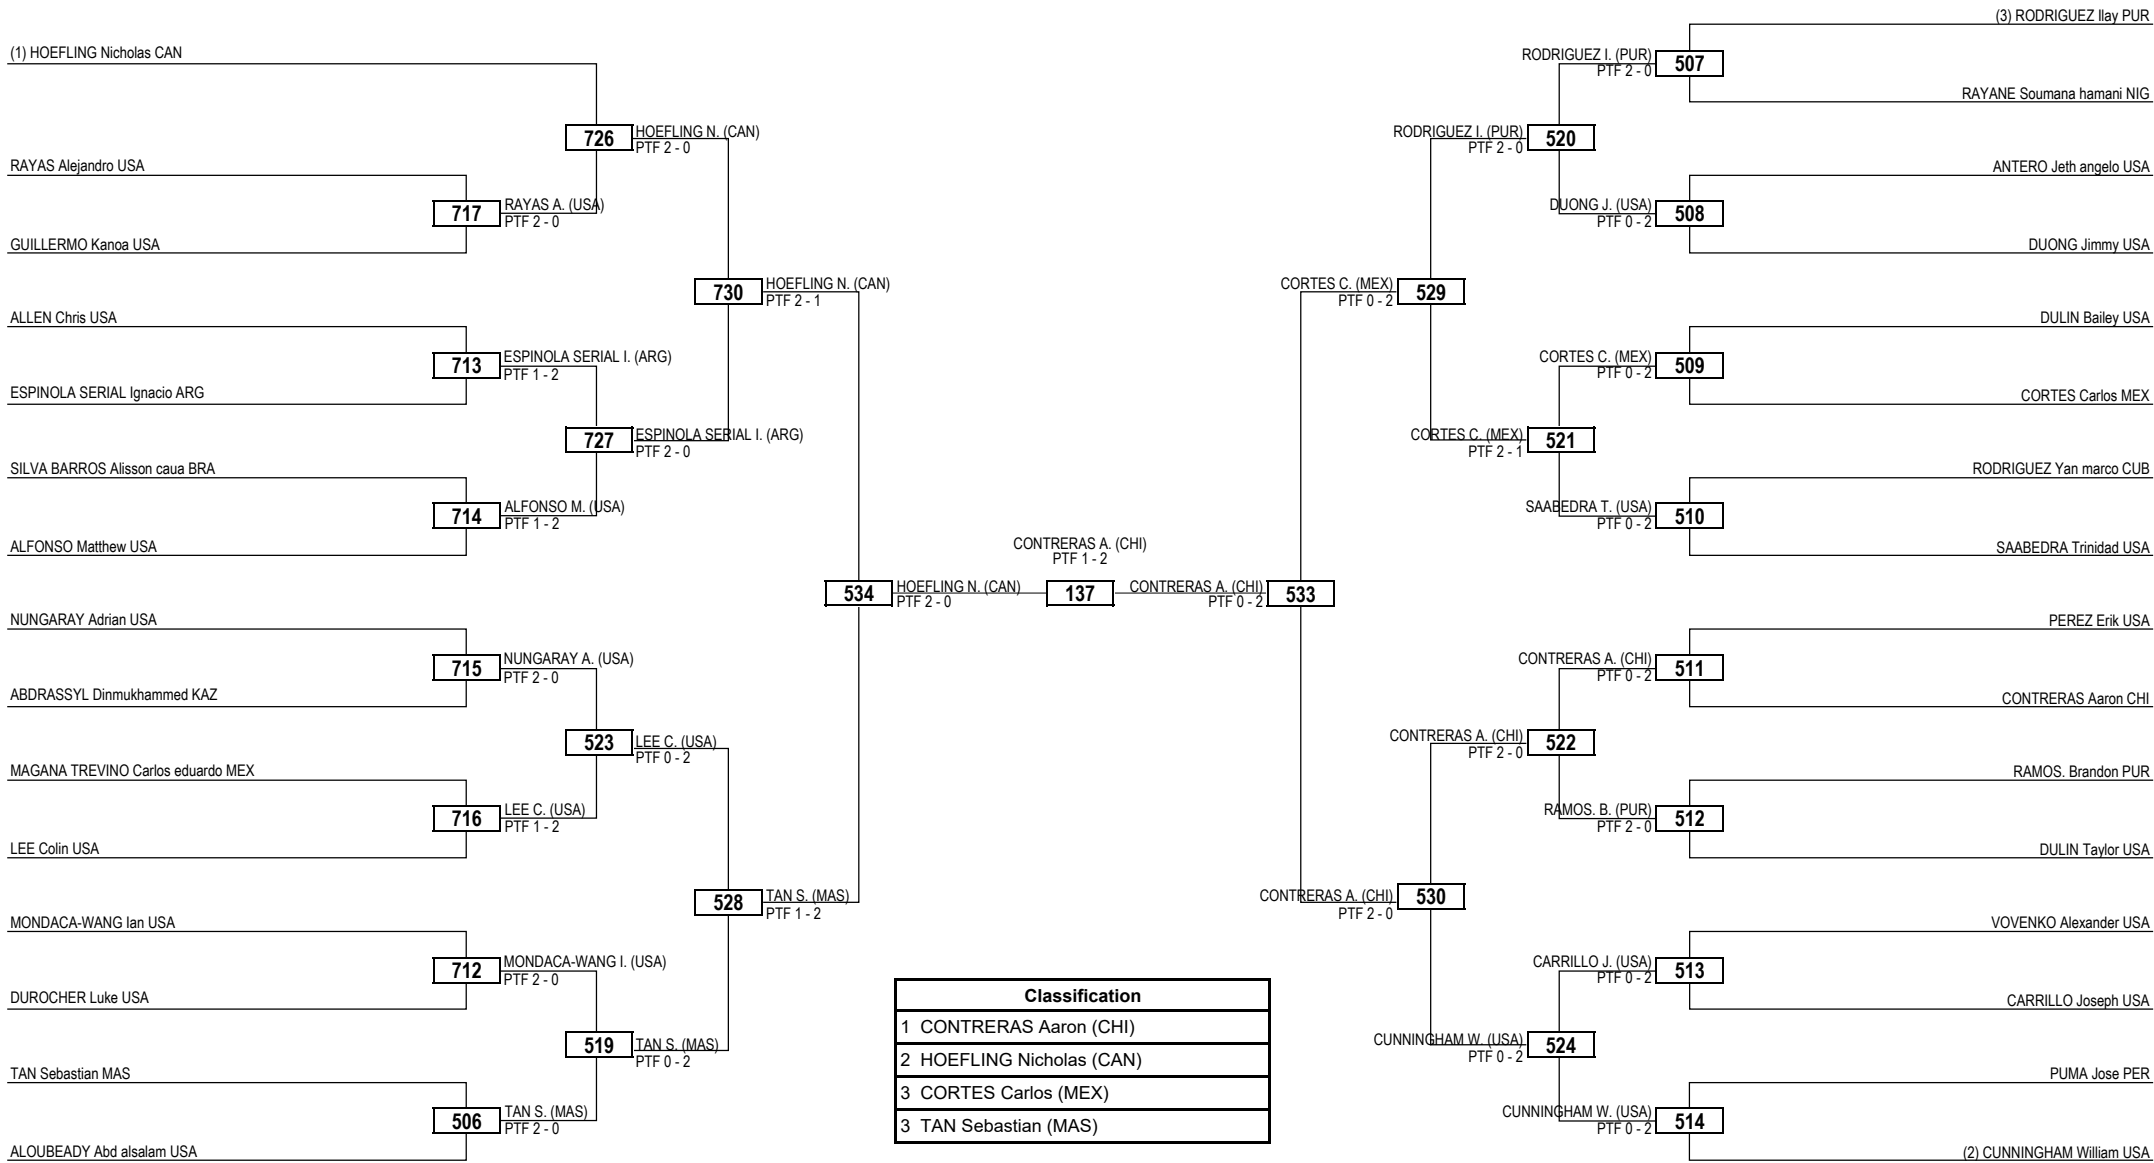 (1) HOEFLING Nicholas CAN
726
HOEFLING N. (CAN)
PTF 2 - 0
RAYAS Alejandro USA
717
RAYAS A. (USA)
PTF 2 - 0
GUILLERMO Kanoa USA
730
HOEFLING N. (CAN)
PTF 2 - 1
ALLEN Chris USA
713
ESPINOLA SERIAL I. (ARG)
PTF 1 - 2
ESPINOLA SERIAL Ignacio ARG
727
ESPINOLA SERIAL I. (ARG)
PTF 2 - 0
SILVA BARROS Alisson caua BRA
714
ALFONSO M. (USA)
PTF 1 - 2
ALFONSO Matthew USA
534
HOEFLING N. (CAN)
PTF 2 - 0
NUNGARAY Adrian USA
715
NUNGARAY A. (USA)
PTF 2 - 0
ABDRASSYL Dinmukhammed KAZ
523
LEE C. (USA)
PTF 0 - 2
MAGANA TREVINO Carlos eduardo MEX
716
LEE C. (USA)
PTF 1 - 2
LEE Colin USA
528
TAN S. (MAS)
PTF 1 - 2
MONDACA-WANG Ian USA
712
MONDACA-WANG I. (USA)
PTF 2 - 0
DUROCHER Luke USA
519
TAN S. (MAS)
PTF 0 - 2
TAN Sebastian MAS
506
TAN S. (MAS)
PTF 2 - 0
ALOUBEADY Abd alsalam USA
CONTRERAS A. (CHI)
PTF 1 - 2
137
CONTRERAS A. (CHI)
PTF 0 - 2
533
(3) RODRIGUEZ Ilay PUR
RODRIGUEZ I. (PUR)
PTF 2 - 0
507
RAYANE Soumana hamani NIG
RODRIGUEZ I. (PUR)
PTF 2 - 0
520
ANTERO Jeth angelo USA
DUONG J. (USA)
PTF 0 - 2
508
DUONG Jimmy USA
CORTES C. (MEX)
PTF 0 - 2
529
DULIN Bailey USA
CORTES C. (MEX)
PTF 0 - 2
509
CORTES Carlos MEX
CORTES C. (MEX)
PTF 2 - 1
521
RODRIGUEZ Yan marco CUB
SAABEDRA T. (USA)
PTF 0 - 2
510
SAABEDRA Trinidad USA
PEREZ Erik USA
CONTRERAS A. (CHI)
PTF 0 - 2
511
CONTRERAS Aaron CHI
CONTRERAS A. (CHI)
PTF 2 - 0
522
RAMOS. Brandon PUR
RAMOS. B. (PUR)
PTF 2 - 0
512
DULIN Taylor USA
CONTRERAS A. (CHI)
PTF 2 - 0
530
VOVENKO Alexander USA
CARRILLO J. (USA)
PTF 0 - 2
513
CARRILLO Joseph USA
CUNNINGHAM W. (USA)
PTF 0 - 2
524
PUMA Jose PER
CUNNINGHAM W. (USA)
PTF 0 - 2
514
(2) CUNNINGHAM William USA
Classification
1 CONTRERAS Aaron (CHI)
2 HOEFLING Nicholas (CAN)
3 CORTES Carlos (MEX)
3 TAN Sebastian (MAS)